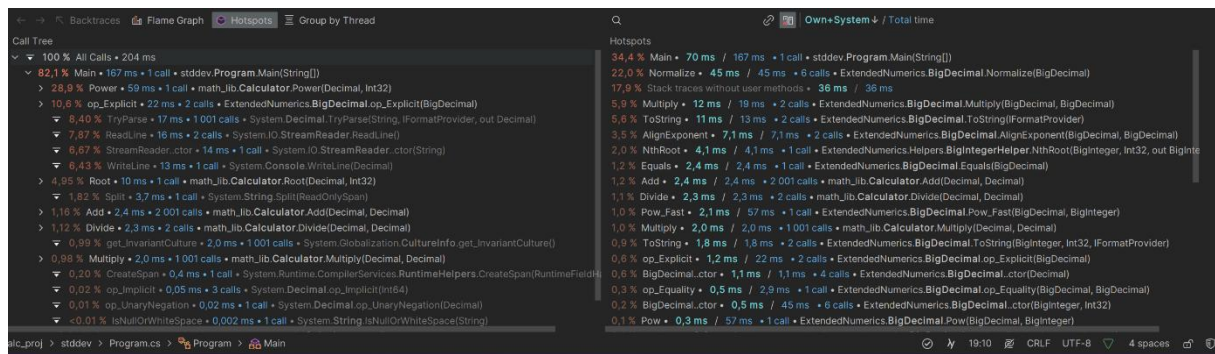 Backtraces Flame Graph Hotspots Group by Thread
Own+System / Total time
Call Tree
100 % All Calls • 204 ms
82,1 % Main • 167 ms • 1 call • stddev.Program.Main(String[])
28,9 % Power • 59 ms • 1 call • math_lib.Calculator.Power(Decimal, Int32)
10,6 % op_Explicit • 22 ms • 2 calls • ExtendedNumerics.BigDecimal.op_Explicit(BigDecimal)
8,40 % TryParse • 17 ms • 1 001 calls • System.Decimal.TryParse(String, IFormatProvider, out Decimal)
7,87 % ReadLine • 16 ms • 2 calls • System.IO.StreamReader.ReadLine()
6,67 % StreamReader..ctor • 14 ms • 1 call • System.IO.StreamReader..ctor(String)
6,43 % WriteLine • 13 ms • 1 call • System.Console.WriteLine(Decimal)
4,95 % Root • 10 ms • 1 call • math_lib.Calculator.Root(Decimal, Int32)
1,82 % Split • 3,7 ms • 1 call • System.String.Split(ReadOnlySpan)
1,16 % Add • 2,4 ms • 2 001 calls • math_lib.Calculator.Add(Decimal, Decimal)
1,12 % Divide • 2,3 ms • 2 calls • math_lib.Calculator.Divide(Decimal, Decimal)
0,99 % get_InvariantCulture • 2,0 ms • 1 001 calls • System.Globalization.CultureInfo.get_InvariantCulture()
0,98 % Multiply • 2,0 ms • 1 001 calls • math_lib.Calculator.Multiply(Decimal, Decimal)
0,20 % CreateSpan • 0,4 ms • 1 call • System.Runtime.CompilerServices.RuntimeHelpers.CreateSpan(RuntimeFieldHa
0,02 % op_Implicit • 0,05 ms • 3 calls • System.Decimal.op_Implicit(Int64)
0,01 % op_UnaryNegation • 0,02 ms • 1 call • System.Decimal.op_UnaryNegation(Decimal)
<0.01 % IsNullOrWhiteSpace • 0,002 ms • 1 call • System.String.IsNullOrWhiteSpace(String)
Hotspots
34,4 % Main • 70 ms / 167 ms • 1 call • stddev.Program.Main(String[])
22,0 % Normalize • 45 ms / 45 ms • 6 calls • ExtendedNumerics.BigDecimal.Normalize(BigDecimal)
17,9 % Stack traces without user methods • 36 ms / 36 ms
5,9 % Multiply • 12 ms / 19 ms • 2 calls • ExtendedNumerics.BigDecimal.Multiply(BigDecimal, BigDecimal)
5,6 % ToString • 11 ms / 13 ms • 2 calls • ExtendedNumerics.BigDecimal.ToString(IFormatProvider)
3,5 % AlignExponent • 7,1 ms / 7,1 ms • 2 calls • ExtendedNumerics.BigDecimal.AlignExponent(BigDecimal, BigDecimal)
2,0 % NthRoot • 4,1 ms / 4,1 ms • 1 call • ExtendedNumerics.Helpers.BigIntegerHelper.NthRoot(BigInteger, Int32, out BigInte
1,2 % Equals • 2,4 ms / 2,4 ms • 1 call • ExtendedNumerics.BigDecimal.Equals(BigDecimal)
1,2 % Add • 2,4 ms / 2,4 ms • 2 001 calls • math_lib.Calculator.Add(Decimal, Decimal)
1,1 % Divide • 2,3 ms / 2,3 ms • 2 calls • math_lib.Calculator.Divide(Decimal, Decimal)
1,0 % Pow_Fast • 2,1 ms / 57 ms • 1 call • ExtendedNumerics.BigDecimal.Pow_Fast(BigDecimal, BigInteger)
1,0 % Multiply • 2,0 ms / 2,0 ms • 1 001 calls • math_lib.Calculator.Multiply(Decimal, Decimal)
0,9 % ToString • 1,8 ms / 1,8 ms • 2 calls • ExtendedNumerics.BigDecimal.ToString(BigInteger, Int32, IFormatProvider)
0,6 % op_Explicit • 1,2 ms / 22 ms • 2 calls • ExtendedNumerics.BigDecimal.op_Explicit(BigDecimal)
0,6 % BigDecimal..ctor • 1,1 ms / 1,1 ms • 4 calls • ExtendedNumerics.BigDecimal..ctor(BigDecimal)
0,3 % op_Equality • 0,5 ms / 2,9 ms • 1 call • ExtendedNumerics.BigDecimal.op_Equality(BigDecimal, BigDecimal)
0,2 % BigDecimal..ctor • 0,5 ms / 45 ms • 6 calls • ExtendedNumerics.BigDecimal..ctor(BigInteger, Int32)
0,1 % Pow • 0,3 ms / 57 ms • 1 call • ExtendedNumerics.BigDecimal.Pow(BigDecimal, BigInteger)
alc_proj > stddev > Program.cs > Program > Main
19:10 CRLF UTF-8 4 spaces